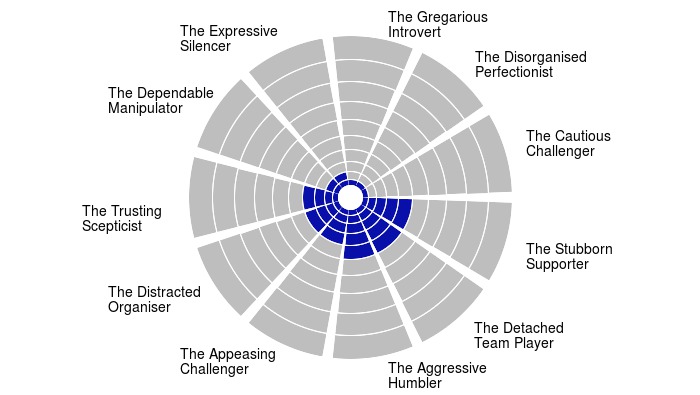 The Gregarious
Introvert
The Disorganised
Perfectionist
The Cautious
Challenger
The Stubborn
Supporter
The Detached
Team Player
The Aggressive
Humbler
The Appeasing
Challenger
The Distracted
Organiser
The Trusting
Scepticist
The Dependable
Manipulator
The Expressive
Silencer